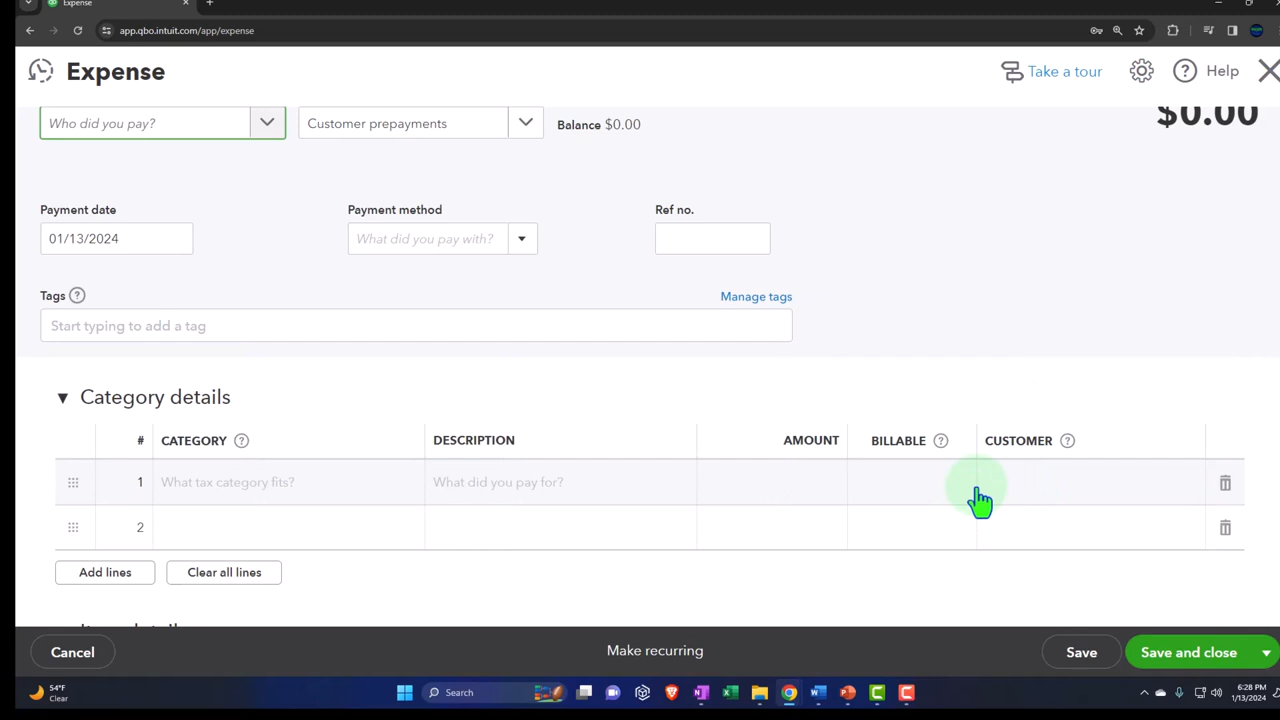 Expense
app.qbo.intuit.com/app/expense
Expense
Take a tour
Help
Who did you pay?
Customer prepayments
Balance $0.00
$0.00
Payment date
Payment method
Ref no.
01/13/2024
What did you pay with?
Tags
Manage tags
Start typing to add a tag
Category details
# CATEGORY DESCRIPTION AMOUNT BILLABLE CUSTOMER
1 What tax category fits? What did you pay for?
2
Add lines
Clear all lines
Cancel
Make recurring
Save
Save and close
54°F
Clear
Search
6:28 PM
1/13/2024